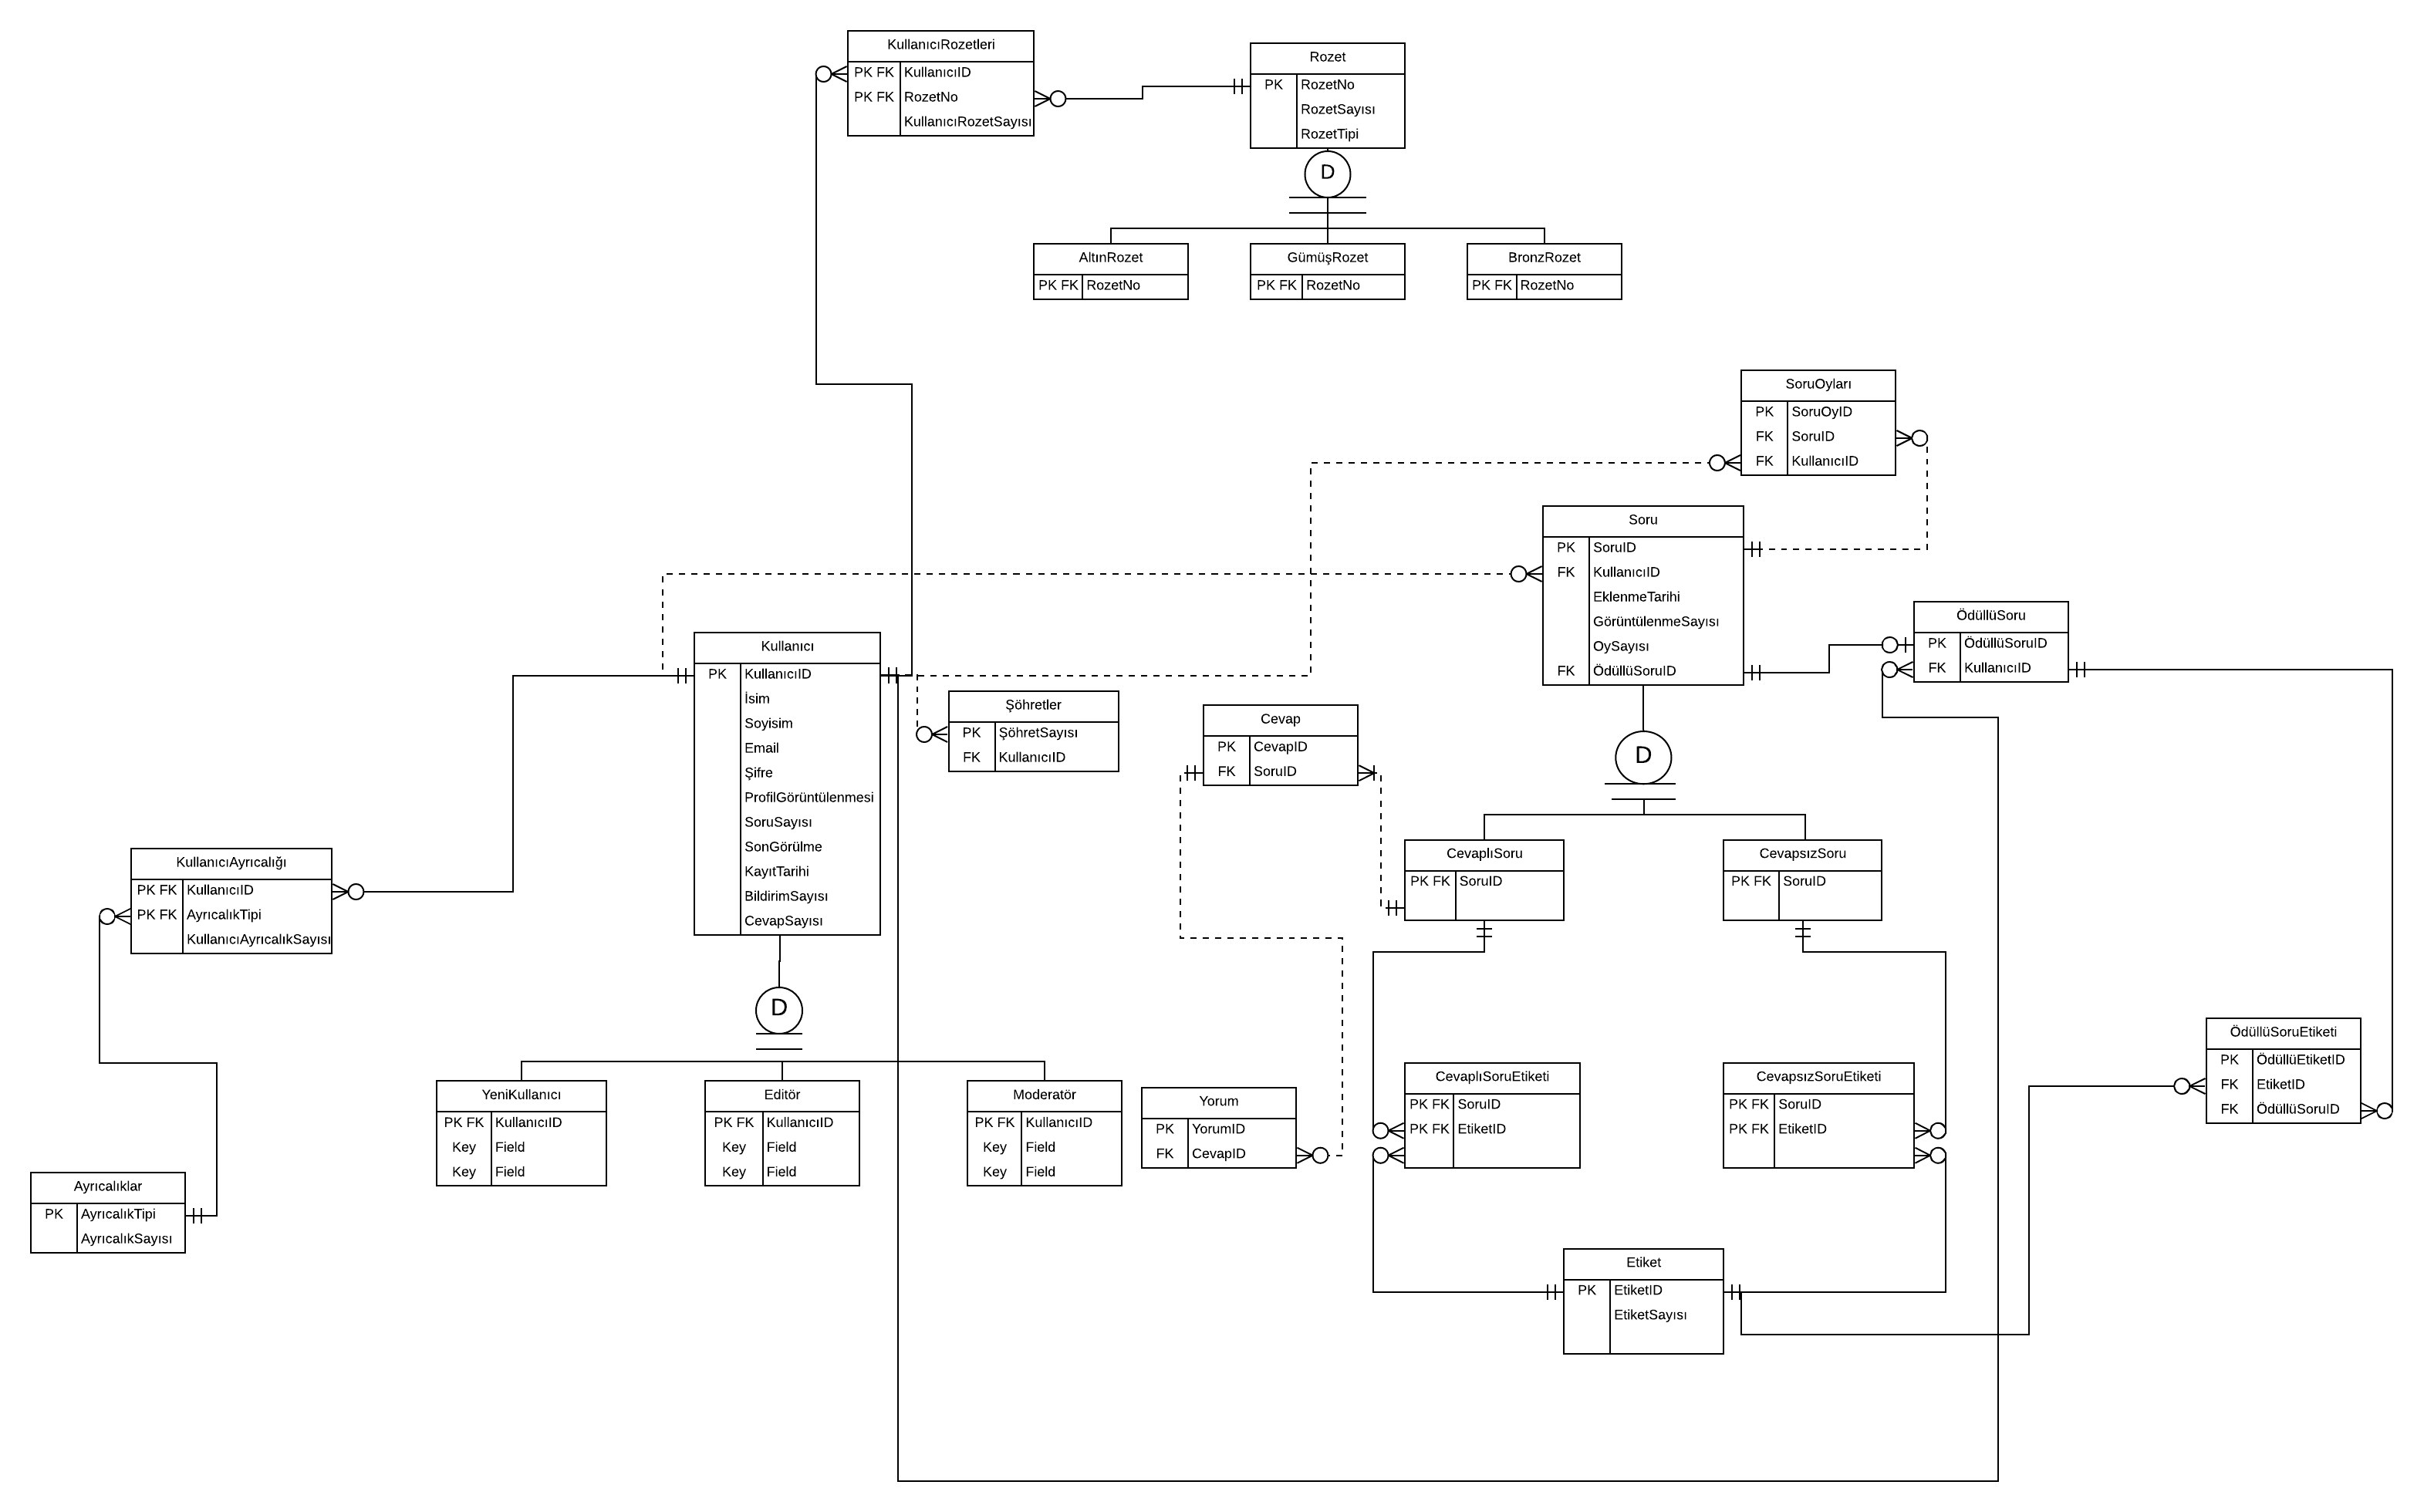 KullanıcıRozetleri
PK FK KullanıcıID
PK FK RozetNo
KullanıcıRozetSayısı
Rozet
PK RozetNo
RozetSayısı
RozetTipi
D
AltınRozet
PK FK RozetNo
GümüşRozet
PK FK RozetNo
BronzRozet
PK FK RozetNo
SoruOyları
PK SoruOyID
FK SoruID
FK KullanıcıID
Soru
PK SoruID
FK KullanıcıID
EklenmeTarihi
GörüntülenmeSayısı
OySayısı
FK ÖdüllüSoruID
ÖdüllüSoru
PK ÖdüllüSoruID
FK KullanıcıID
Kullanıcı
PK KullanıcıID
İsim
Soyisim
Email
Şifre
ProfilGörüntülenmesi
SoruSayısı
SonGörülme
KayıtTarihi
BildirimSayısı
CevapSayısı
Şöhretler
PK ŞöhretSayısı
FK KullanıcıID
Cevap
PK CevapID
FK SoruID
D
CevaplıSoru
PK FK SoruID
CevapsızSoru
PK FK SoruID
KullanıcıAyrıcalığı
PK FK KullanıcıID
PK FK AyrıcalıkTipi
KullanıcıAyrıcalıkSayısı
D
YeniKullanıcı
PK FK KullanıcıID
Key Field
Key Field
Editör
PK FK KullanıcıID
Key Field
Key Field
Moderatör
PK FK KullanıcıID
Key Field
Key Field
Yorum
PK YorumID
FK CevapID
CevaplıSoruEtiketi
PK FK SoruID
PK FK EtiketID
CevapsızSoruEtiketi
PK FK SoruID
PK FK EtiketID
ÖdüllüSoruEtiketi
PK ÖdüllüEtiketID
FK EtiketID
FK ÖdüllüSoruID
Ayrıcalıklar
PK AyrıcalıkTipi
AyrıcalıkSayısı
Etiket
PK EtiketID
EtiketSayısı